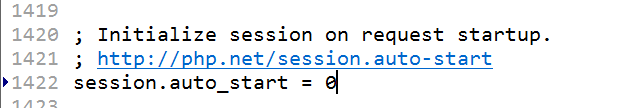 1419
1420 ; Initialize session on request startup.
1421 ; http://php.net/session.auto-start
1422 session.auto_start = 0
1423